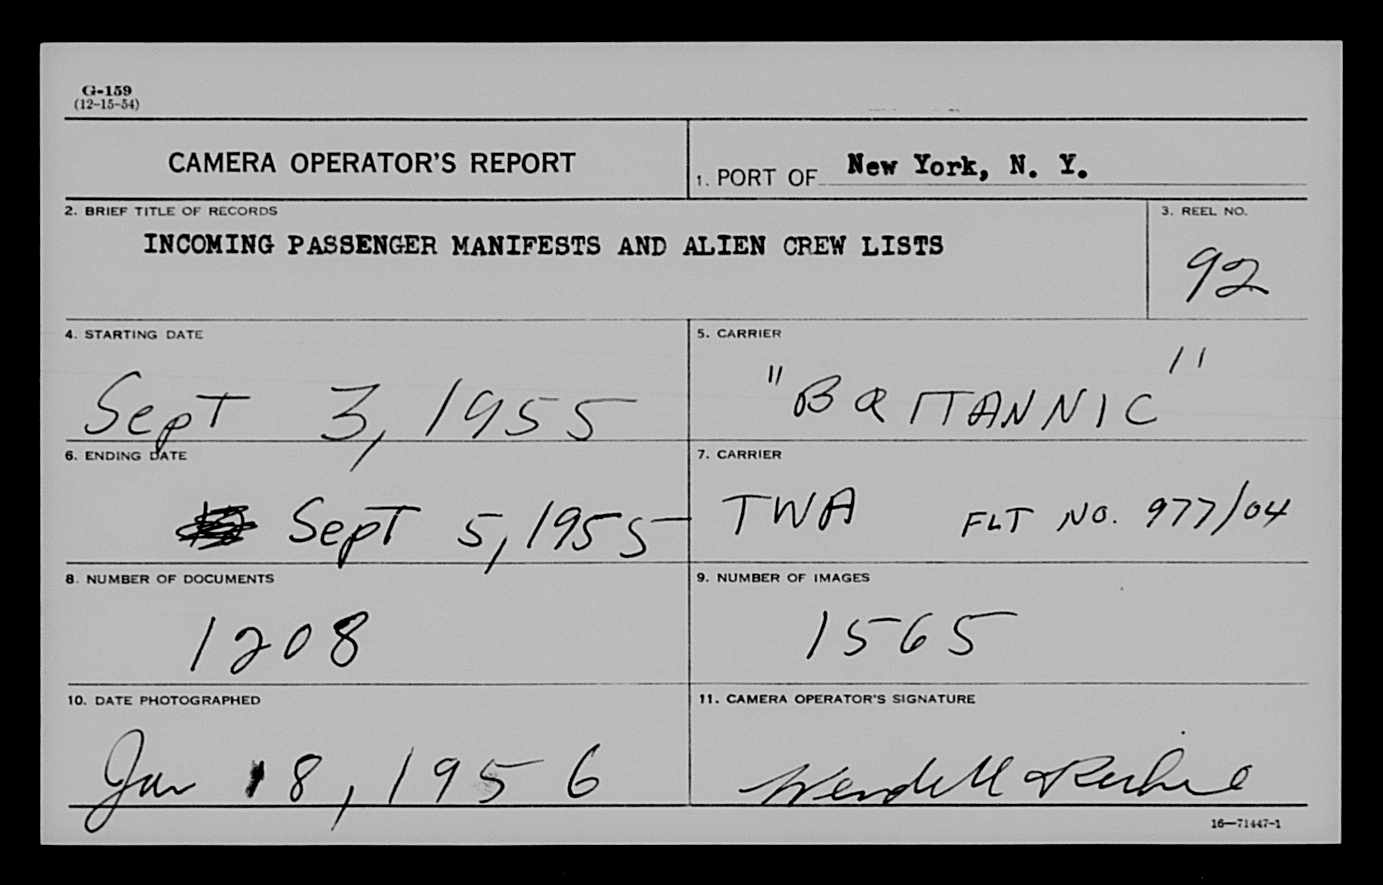 G-159
(12-15-54)
CAMERA OPERATOR'S REPORT
1. PORT OF New York, N. Y.
2. BRIEF TITLE OF RECORDS
INCOMING PASSENGER MANIFESTS AND ALIEN CREW LISTS
3. REEL NO.
92
4. STARTING DATE
Sept 3, 1955
5. CARRIER
"BRITANNIC"
6. ENDING DATE
Sept 5, 1955
7. CARRIER
TWA FLT NO. 977/04
8. NUMBER OF DOCUMENTS
1208
9. NUMBER OF IMAGES
1565
10. DATE PHOTOGRAPHED
Jan 18, 1956
11. CAMERA OPERATOR'S SIGNATURE
Wendell
16—71447-1